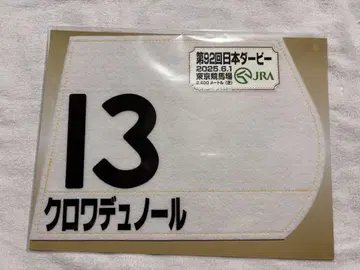 第92回日本ダービー
2025.6.1
東京競馬場
2,400メートル(芝)
JRA
13
クロワデュノール